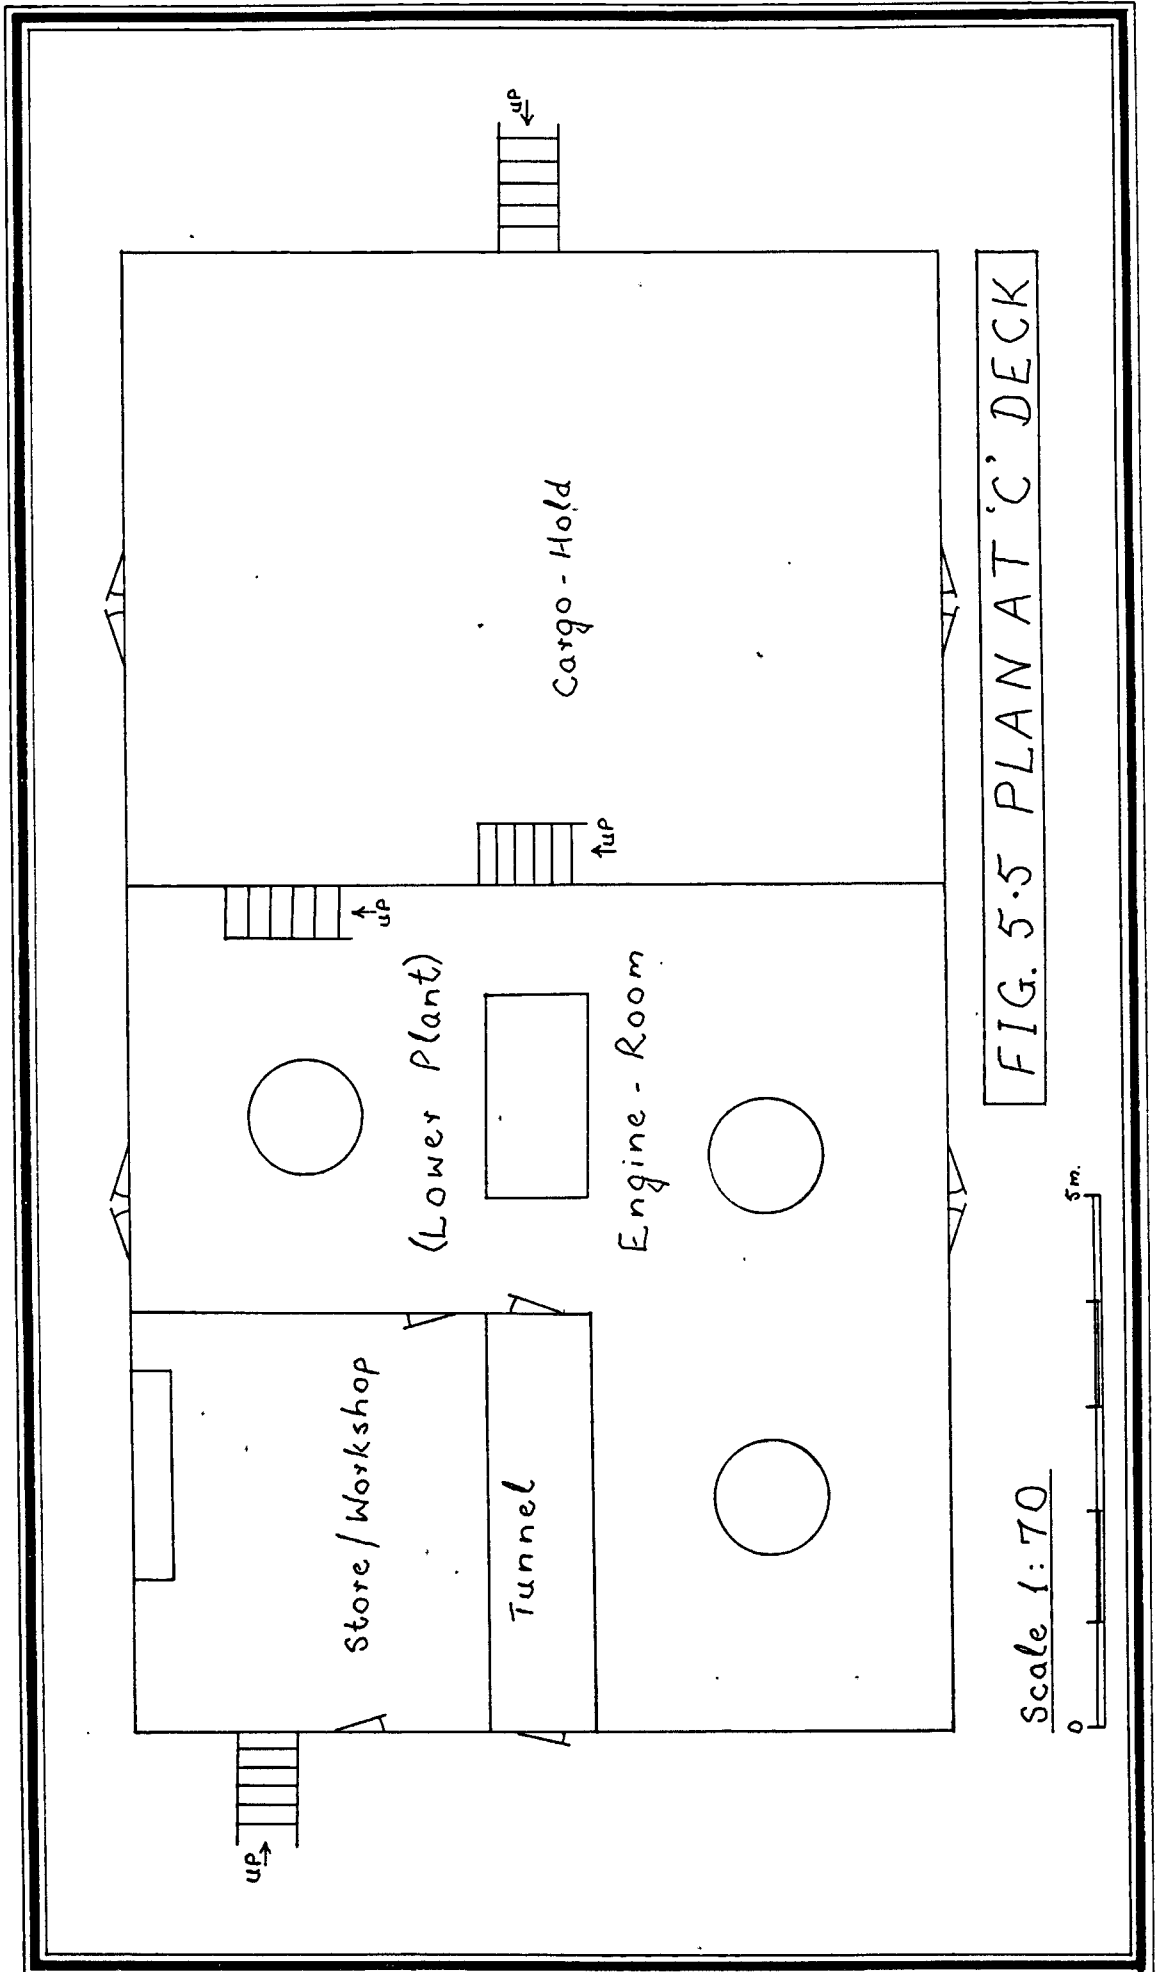 UP
Cargo-Hold
UP
UP
(Lower Plant)
Engine-Room
Store/Workshop
Tunnel
UP
Scale 1:70
0
5m.
FIG. 5.5 PLAN AT 'C' DECK